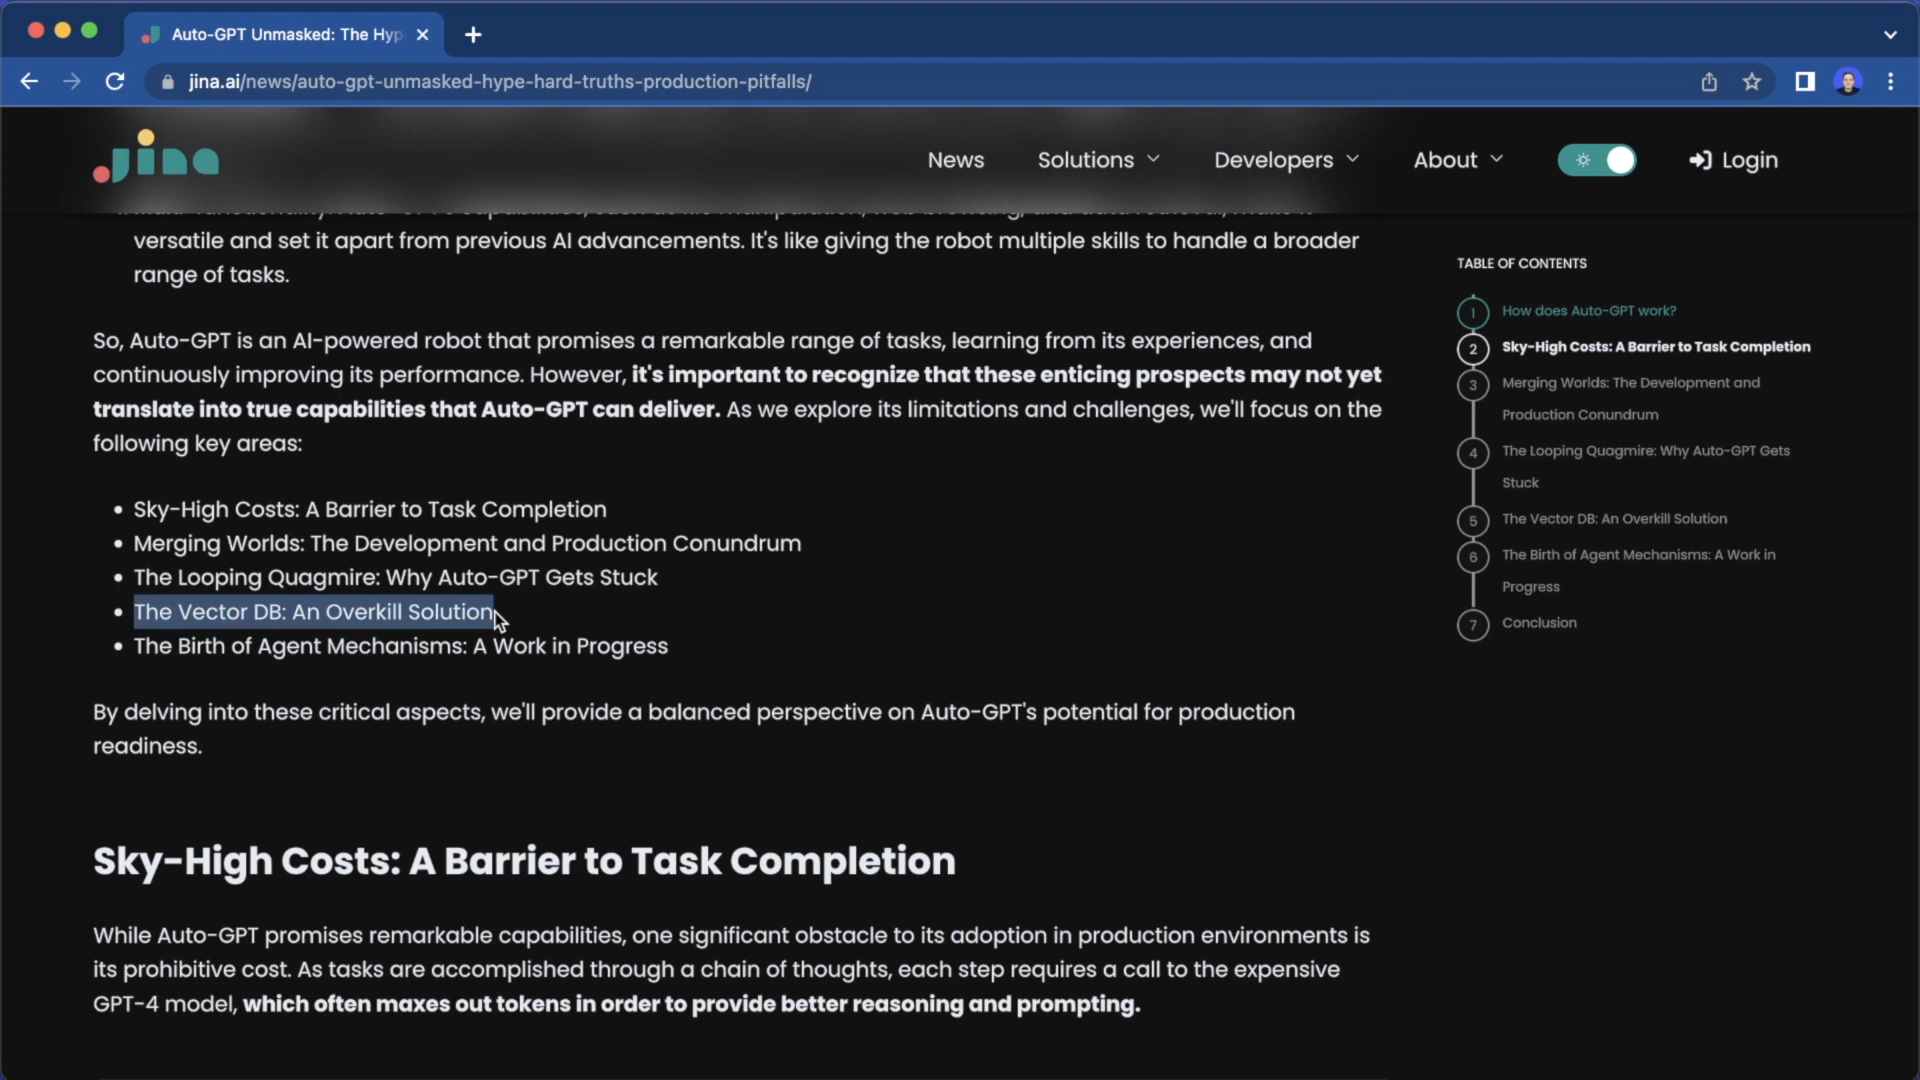 Auto-GPT Unmasked: The Hyp
jina.ai/news/auto-gpt-unmasked-hype-hard-truths-production-pitfalls/
Jina
News
Solutions
Developers
About
Login
versatile and set it apart from previous AI advancements. It's like giving the robot multiple skills to handle a broader
range of tasks.
So, Auto-GPT is an AI-powered robot that promises a remarkable range of tasks, learning from its experiences, and
continuously improving its performance. However, it's important to recognize that these enticing prospects may not yet
translate into true capabilities that Auto-GPT can deliver. As we explore its limitations and challenges, we'll focus on the
following key areas:
• Sky-High Costs: A Barrier to Task Completion
• Merging Worlds: The Development and Production Conundrum
• The Looping Quagmire: Why Auto-GPT Gets Stuck
• The Vector DB: An Overkill Solution
• The Birth of Agent Mechanisms: A Work in Progress
By delving into these critical aspects, we'll provide a balanced perspective on Auto-GPT's potential for production
readiness.
Sky-High Costs: A Barrier to Task Completion
While Auto-GPT promises remarkable capabilities, one significant obstacle to its adoption in production environments is
its prohibitive cost. As tasks are accomplished through a chain of thoughts, each step requires a call to the expensive
GPT-4 model, which often maxes out tokens in order to provide better reasoning and prompting.
TABLE OF CONTENTS
1 How does Auto-GPT work?
2 Sky-High Costs: A Barrier to Task Completion
3 Merging Worlds: The Development and
Production Conundrum
4 The Looping Quagmire: Why Auto-GPT Gets
Stuck
5 The Vector DB: An Overkill Solution
6 The Birth of Agent Mechanisms: A Work in
Progress
7 Conclusion